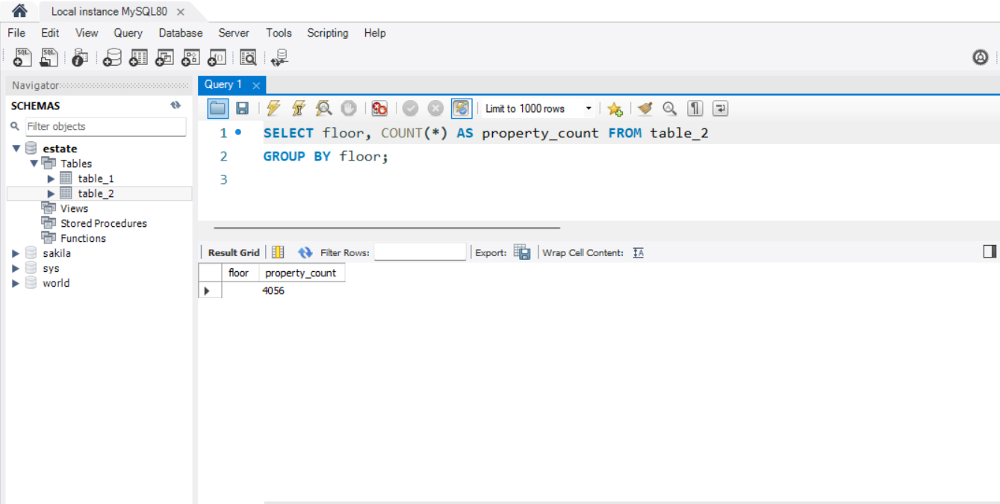 Local instance MySQL80
File Edit View Query Database Server Tools Scripting Help
SQL SQL
Navigator
Query 1
SCHEMAS
Limit to 1000 rows
Filter objects
1 SELECT floor, COUNT(*) AS property_count FROM table_2
2 GROUP BY floor;
3
estate
Tables
table_1
table_2
Views
Stored Procedures
Functions
sakila
sys
world
Result Grid Filter Rows: Export: Wrap Cell Content:
floor property_count
4056